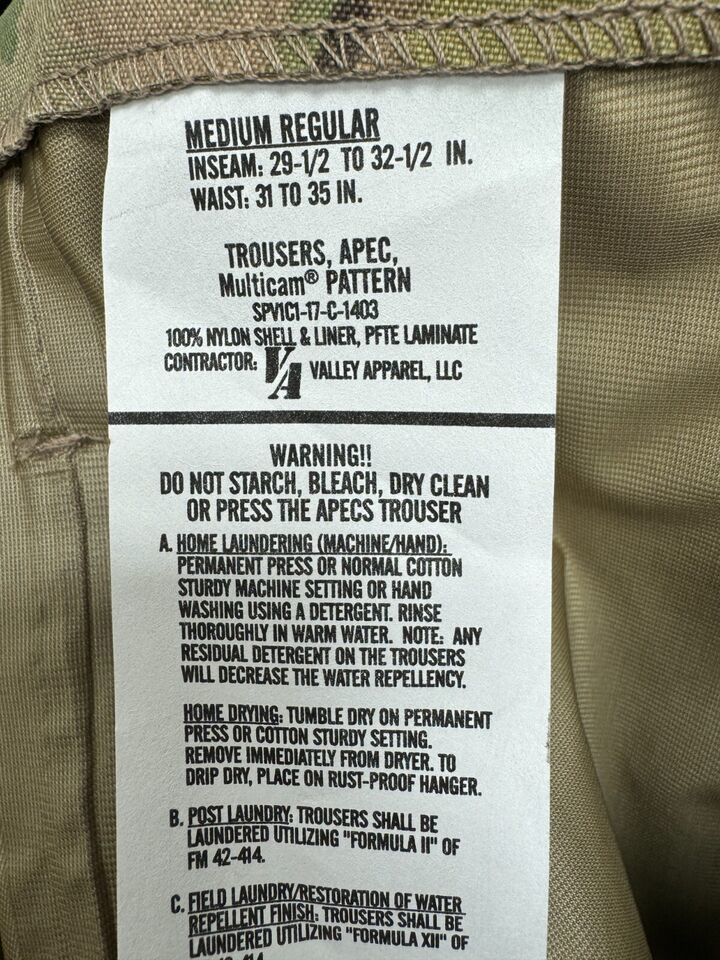 MEDIUM REGULAR
INSEAM: 29-1/2 TO 32-1/2 IN.
WAIST: 31 TO 35 IN.
TROUSERS, APEC,
Multicam® PATTERN
SPV1C1-17-C-1403
100% NYLON SHELL & LINER, PFTE LAMINATE
CONTRACTOR: VA VALLEY APPAREL, LLC
WARNING!!
DO NOT STARCH, BLEACH, DRY CLEAN
OR PRESS THE APECS TROUSER
A. HOME LAUNDERING (MACHINE/HAND):
PERMANENT PRESS OR NORMAL COTTON
STURDY MACHINE SETTING OR HAND
WASHING USING A DETERGENT. RINSE
THOROUGHLY IN WARM WATER. NOTE: ANY
RESIDUAL DETERGENT ON THE TROUSERS
WILL DECREASE THE WATER REPELLENCY.
HOME DRYING: TUMBLE DRY ON PERMANENT
PRESS OR COTTON STURDY SETTING.
REMOVE IMMEDIATELY FROM DRYER. TO
DRIP DRY, PLACE ON RUST-PROOF HANGER.
B. POST LAUNDRY: TROUSERS SHALL BE
LAUNDERED UTILIZING "FORMULA II" OF
FM 42-414.
C. FIELD LAUNDRY/RESTORATION OF WATER
REPELLENT FINISH: TROUSERS SHALL BE
LAUNDERED UTILIZING "FORMULA XII" OF